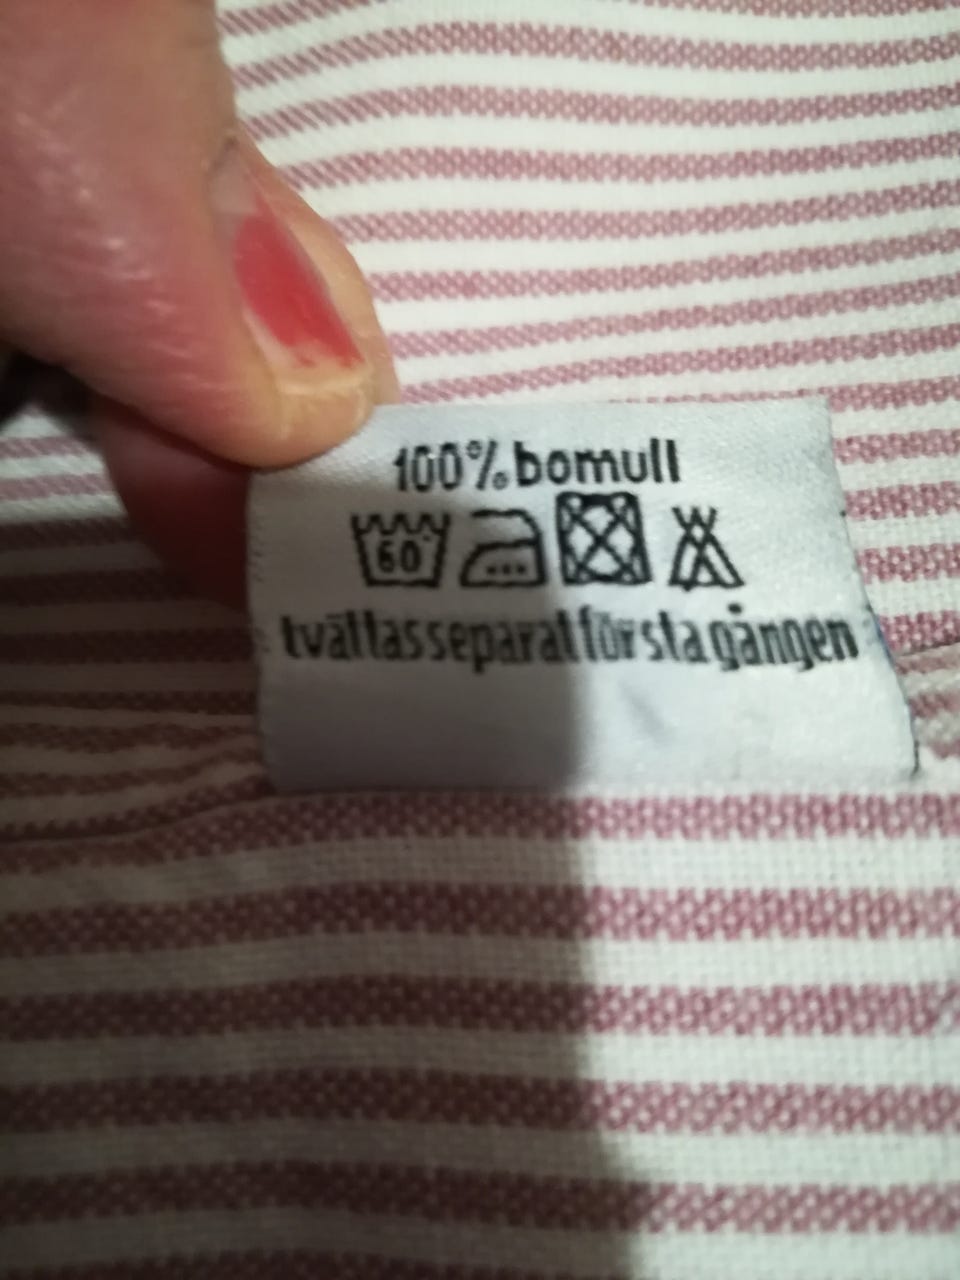 100% bomull
60
tvättas separat första gången